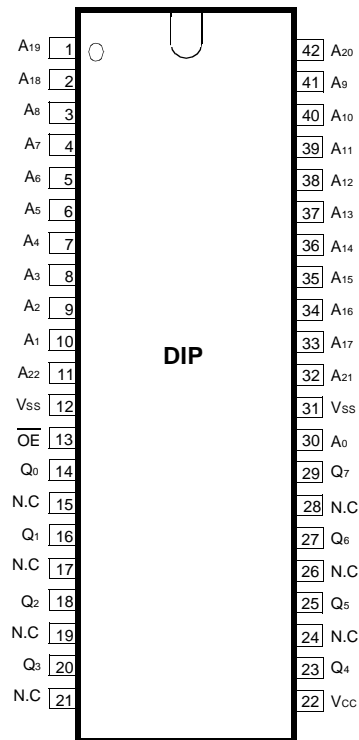 A19 1 42 A20
A18 2 41 A9
A8 3 40 A10
A7 4 39 A11
A6 5 38 A12
A5 6 37 A13
A4 7 36 A14
A3 8 35 A15
A2 9 34 A16
A1 10 33 A17
DIP
A22 11 32 A21
VSS 12 31 VSS
OE 13 30 A0
Q0 14 29 Q7
N.C 15 28 N.C
Q1 16 27 Q6
N.C 17 26 N.C
Q2 18 25 Q5
N.C 19 24 N.C
Q3 20 23 Q4
N.C 21 22 VCC